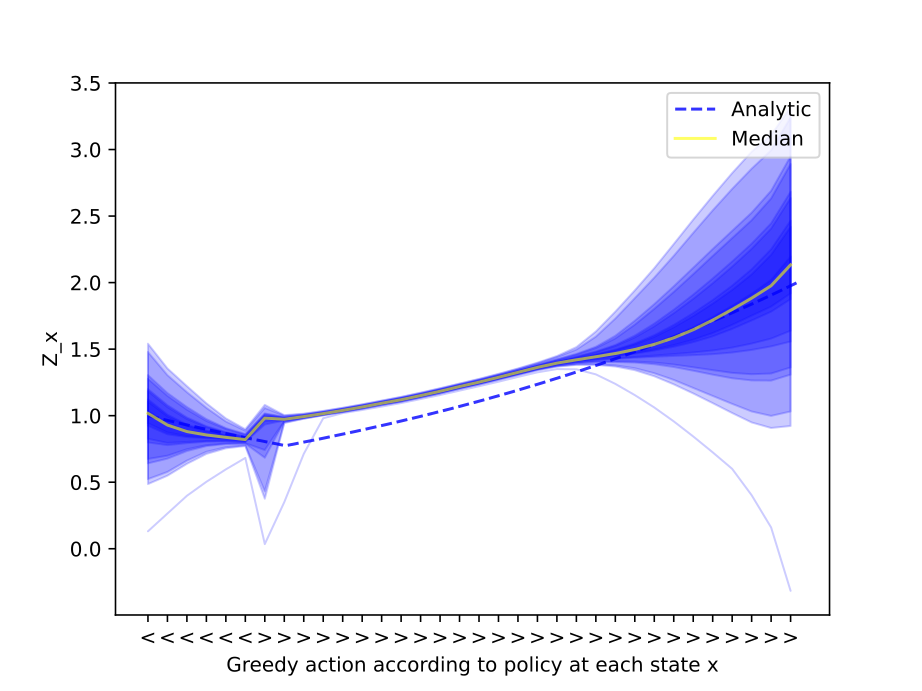 3.5
3.0
2.5
2.0
1.5
1.0
0.5
0.0
Z_x
Analytic
Median
< < < < < < > > > > > > > > > > > > > > > > > > > > > > > > > > > >
Greedy action according to policy at each state x